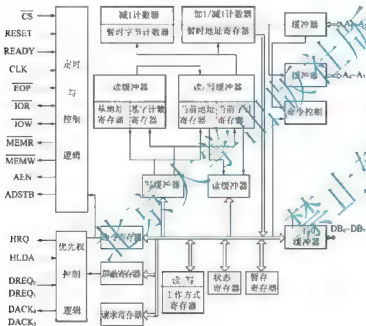 CS
RESET
READY
CLK
EOP
IOR
IOW
MEMR
MEMW
AEN
ADSTB
定时
与
控制
逻辑
减1计数器
暂时字节计数器
加1/减1计数器
暂时地址寄存器
缓冲器
缓冲器
A₄~A₇
命令控制
读缓冲器
读/写缓冲器
基地址
寄存器
基字计数
寄存器
当前地址
寄存器
当前字计
寄存器
写缓冲器
读缓冲器
HRQ
HLDA
DREQ₀
DREQ₃
DACK₀
DACK₃
优先权
控制
逻辑
命令寄存器
屏蔽寄存器
请求寄存器
读/写
工作方式
寄存器
状态
寄存器
暂存
寄存器
缓冲器
DB₀~DB₇